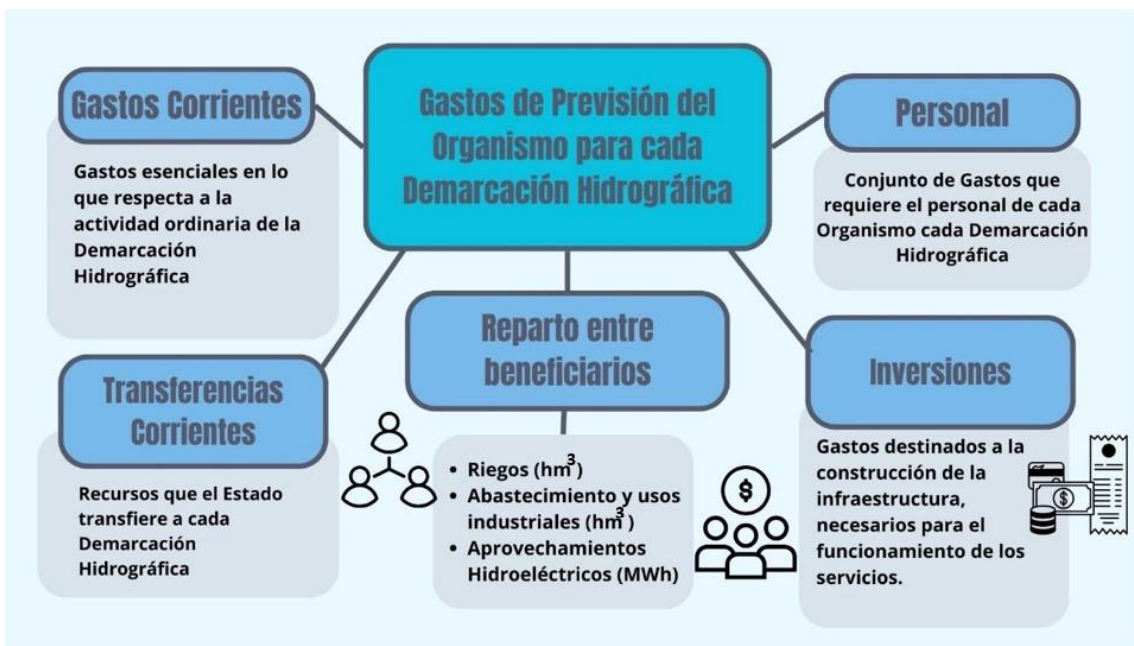 Gastos de Previsión del
Organismo para cada
Demarcación Hidrográfica
Gastos Corrientes
Gastos esenciales en lo
que respecta a la
actividad ordinaria de la
Demarcación
Hidrográfica
Personal
Conjunto de Gastos que
requiere el personal de cada
Organismo cada Demarcación
Hidrográfica
Transferencias
Corrientes
Recursos que el Estado
transfiere a cada
Demarcación
Hidrográfica
Reparto entre
beneficiarios
• Riegos (hm³)
• Abastecimiento y usos
industriales (hm³)
• Aprovechamientos
Hidroeléctricos (MWh)
Inversiones
Gastos destinados a la
construcción de la
infraestructura,
necesarios para el
funcionamiento de los
servicios.
$
$